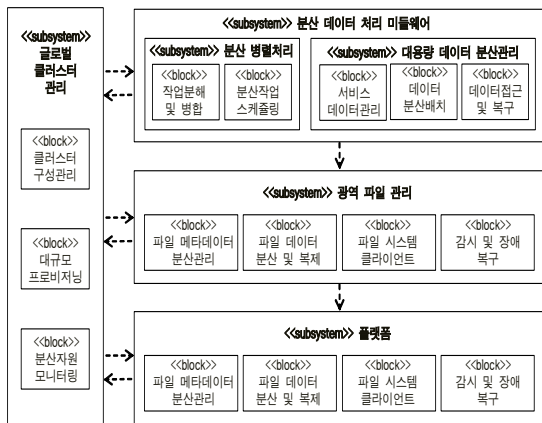 <<subsystem>>
글로벌
클러스터
관리
<<block>>
클러스터
구성관리
<<block>>
대규모
프로비저닝
<<block>>
분산자원
모니터링
<<subsystem>> 분산 데이터 처리 미들웨어
<<subsystem>> 분산 병렬처리
<<block>>
작업분해
및 병합
<<block>>
분산작업
스케쥴링
<<subsystem>> 대용량 데이터 분산관리
<<block>>
서비스
데이터관리
<<block>>
데이터
분산배치
<<block>>
데이터접근
및 복구
<<subsystem>> 광역 파일 관리
<<block>>
파일 메타데이터
분산관리
<<block>>
파일 데이터
분산 및 복제
<<block>>
파일 시스템
클라이언트
<<block>>
감시 및 장애
복구
<<subsystem>> 플랫폼
<<block>>
파일 메타데이터
분산관리
<<block>>
파일 데이터
분산 및 복제
<<block>>
파일 시스템
클라이언트
<<block>>
감시 및 장애
복구